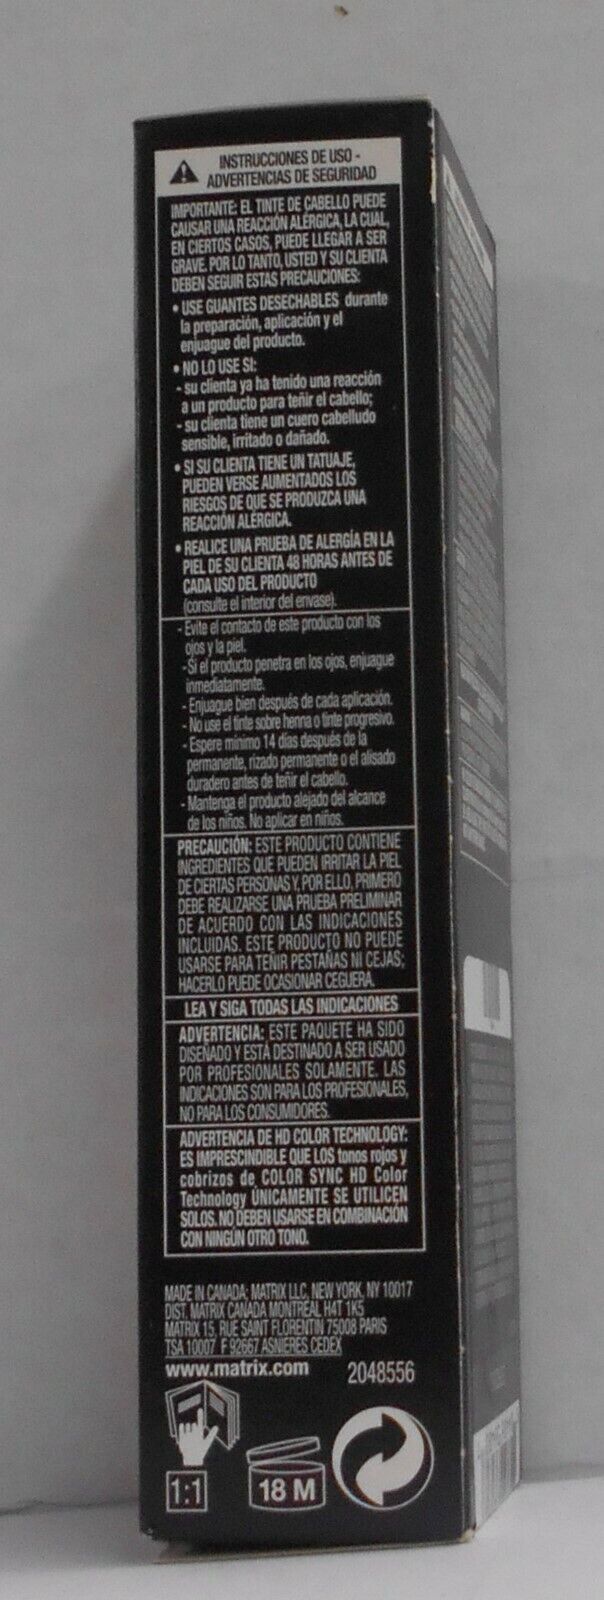 INSTRUCCIONES DE USO -
ADVERTENCIAS DE SEGURIDAD
IMPORTANTE: EL TINTE DE CABELLO PUEDE
CAUSAR UNA REACCIÓN ALÉRGICA, LA CUAL,
EN CIERTOS CASOS, PUEDE LLEGAR A SER
GRAVE. POR LO TANTO, USTED Y SU CLIENTA
DEBEN SEGUIR ESTAS PRECAUCIONES:
• USE GUANTES DESECHABLES durante
la preparación, aplicación y el
enjuague del producto.
• NO LO USE SI:
- su clienta ya ha tenido una reacción
a un producto para teñir el cabello;
- su clienta tiene un cuero cabelludo
sensible, irritado o dañado.
• SI SU CLIENTA TIENE UN TATUAJE,
PUEDEN VERSE AUMENTADOS LOS
RIESGOS DE QUE SE PRODUZCA UNA
REACCIÓN ALÉRGICA.
• REALICE UNA PRUEBA DE ALERGÍA EN LA
PIEL DE SU CLIENTA 48 HORAS ANTES DE
CADA USO DEL PRODUCTO
(consulte el interior del envase).
- Evite el contacto de este producto con los
ojos y la piel.
- Si el producto penetra en los ojos, enjuague
inmediatamente.
- Enjuague bien después de cada aplicación.
- No use el tinte sobre henna o tinte progresivo.
- Espere mínimo 14 días después de la
permanente, rizado permanente o el alisado
duradero antes de teñir el cabello.
- Mantenga el producto alejado del alcance
de los niños. No aplicar en niños.
PRECAUCIÓN: ESTE PRODUCTO CONTIENE
INGREDIENTES QUE PUEDEN IRRITAR LA PIEL
DE CIERTAS PERSONAS Y, POR ELLO, PRIMERO
DEBE REALIZARSE UNA PRUEBA PRELIMINAR
DE ACUERDO CON LAS INDICACIONES
INCLUIDAS. ESTE PRODUCTO NO PUEDE
USARSE PARA TEÑIR PESTAÑAS NI CEJAS;
HACERLO PUEDE OCASIONAR CEGUERA.
LEA Y SIGA TODAS LAS INDICACIONES
ADVERTENCIA: ESTE PAQUETE HA SIDO
DISEÑADO Y ESTÁ DESTINADO A SER USADO
POR PROFESIONALES SOLAMENTE. LAS
INDICACIONES SON PARA LOS PROFESIONALES,
NO PARA LOS CONSUMIDORES.
ADVERTENCIA DE HD COLOR TECHNOLOGY:
ES IMPRESCINDIBLE QUE LOS tonos rojos y
cobrizos de COLOR SYNC HD Color
Technology ÚNICAMENTE SE UTILICEN
SOLOS. NO DEBEN USARSE EN COMBINACIÓN
CON NINGÚN OTRO TONO.
MADE IN CANADA; MATRIX LLC, NEW YORK, NY 10017
DIST. MATRIX CANADA MONTREAL H4T 1K5
MATRIX 15, RUE SAINT FLORENTIN 75008 PARIS
TSA 10007 F 92667 ASNIERES CEDEX
www.matrix.com 2048556
1:1 18 M